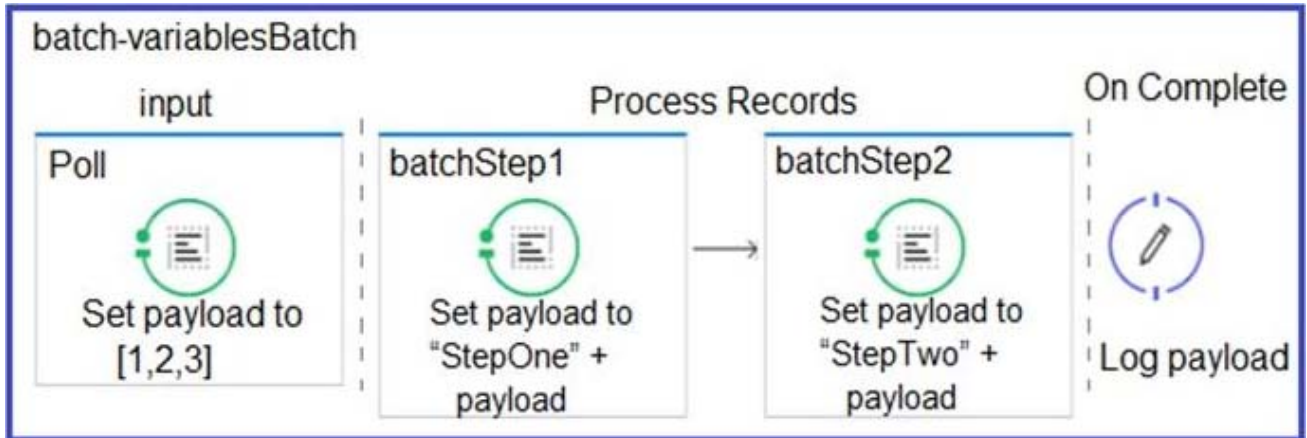 batch-variablesBatch
input
Process Records
On Complete
Poll
Set payload to
[1,2,3]
batchStep1
Set payload to
“StepOne” +
payload
batchStep2
Set payload to
“StepTwo” +
payload
Log payload